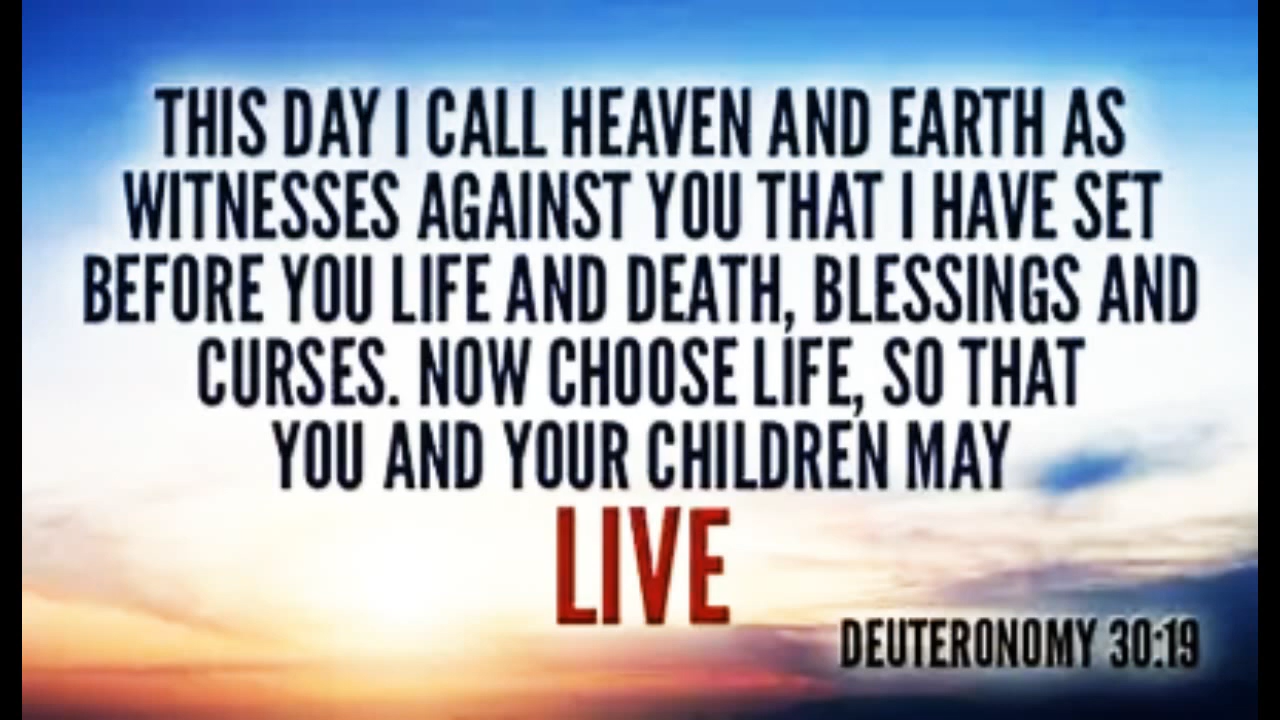 THIS DAY I CALL HEAVEN AND EARTH AS
WITNESSES AGAINST YOU THAT I HAVE SET
BEFORE YOU LIFE AND DEATH, BLESSINGS AND
CURSES. NOW CHOOSE LIFE, SO THAT
YOU AND YOUR CHILDREN MAY
LIVE
DEUTERONOMY 30:19